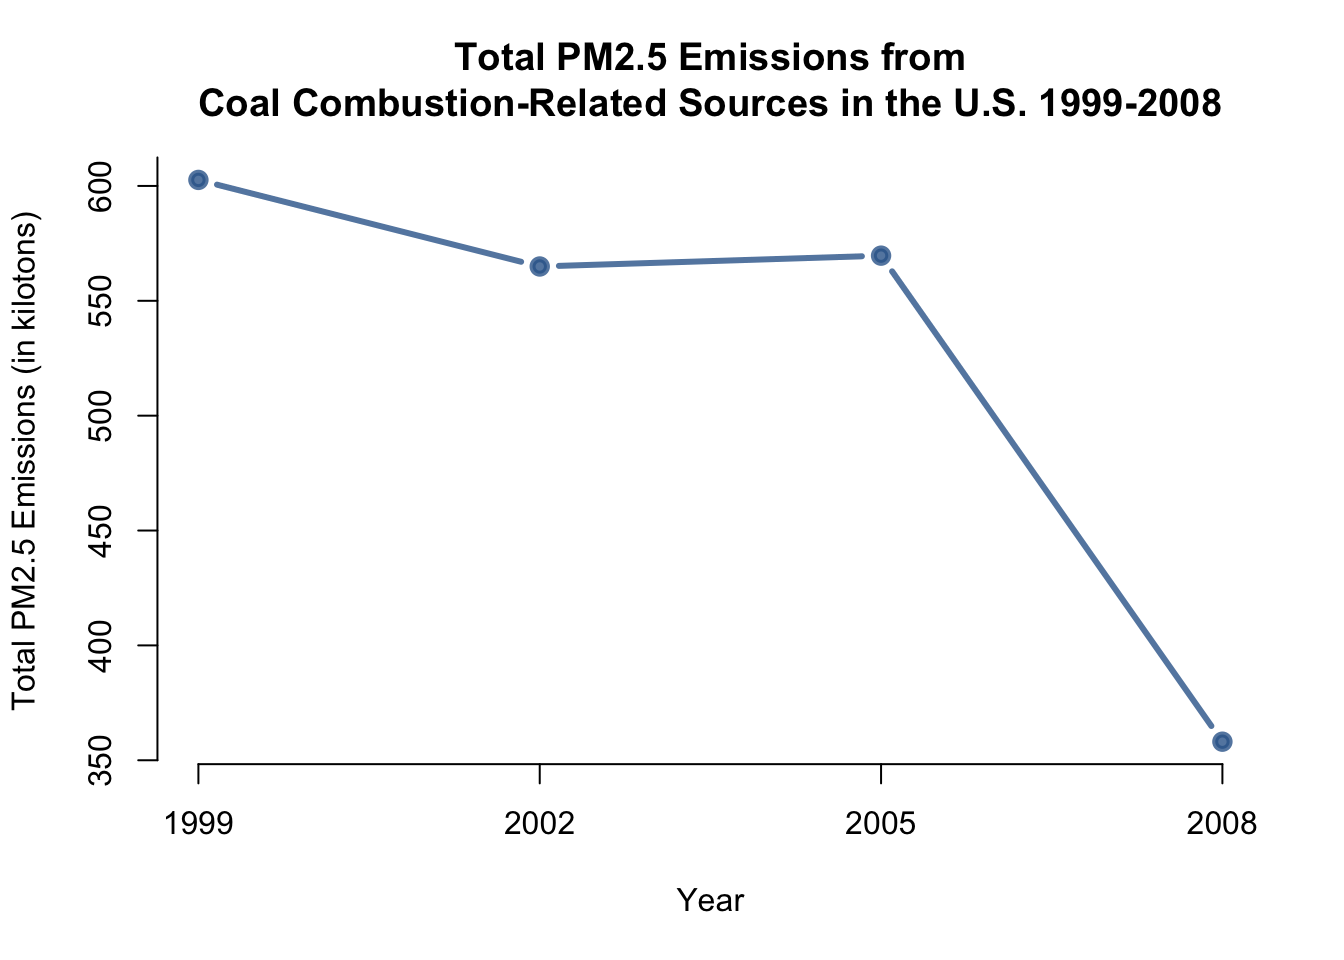 Total PM2.5 Emissions from
Coal Combustion-Related Sources in the U.S. 1999-2008
Total PM2.5 Emissions (in kilotons)
600
550
500
450
400
350
1999
2002
2005
2008
Year